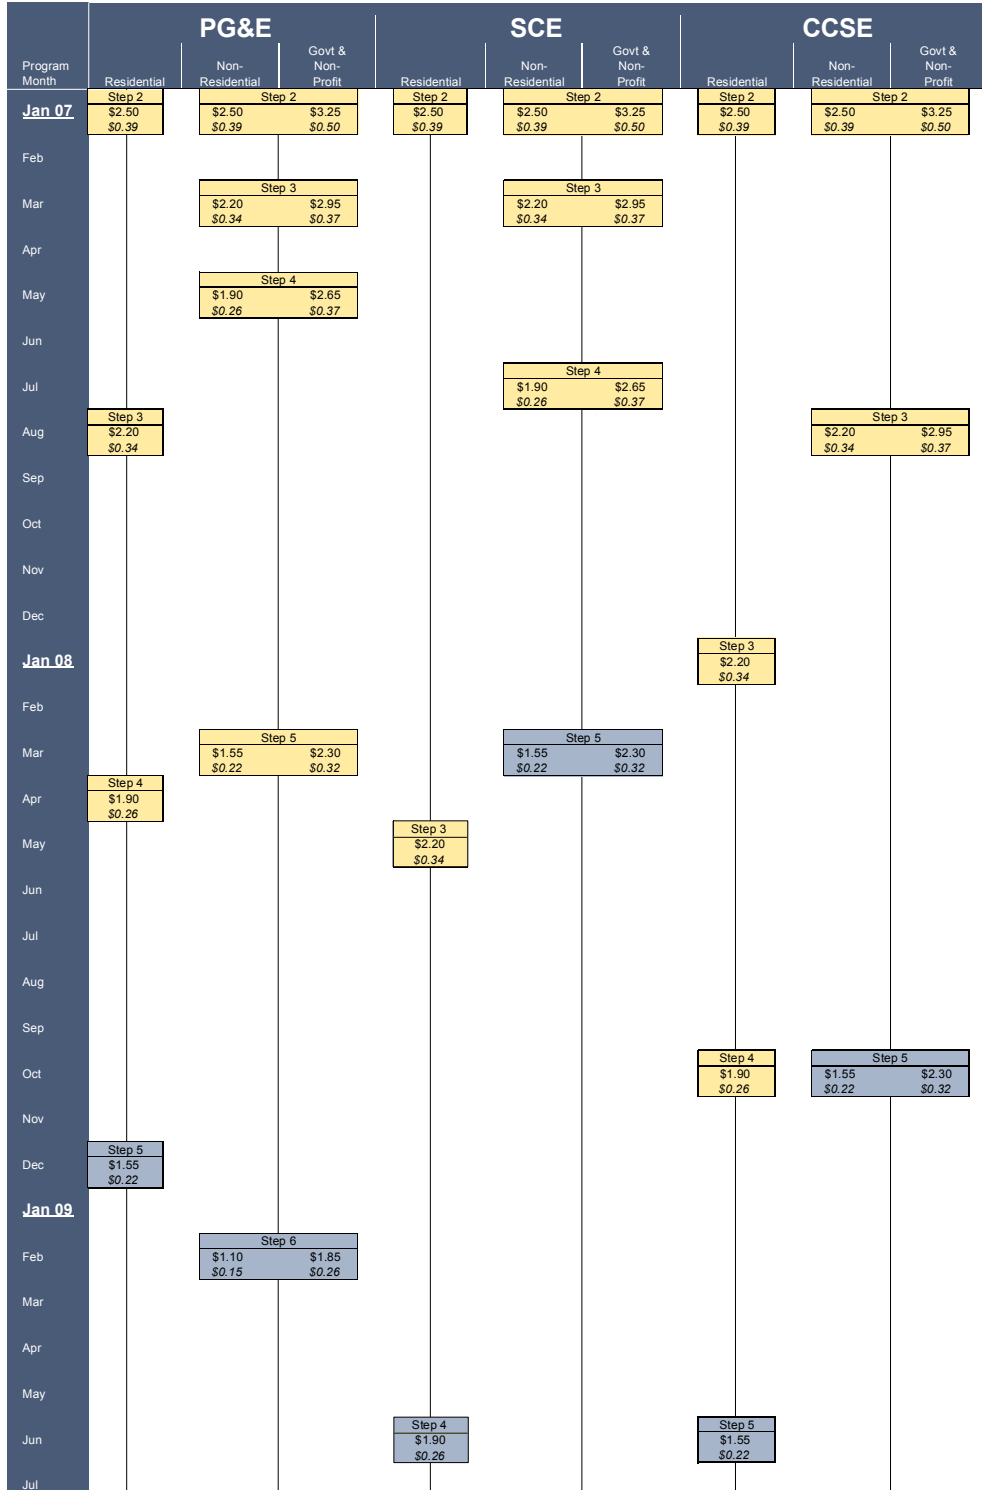 PG&E SCE CCSE
Govt & Govt & Govt &
Program Non- Non- Non- Non- Non- Non-
Month Residential Residential Profit Residential Residential Profit Residential Residential Profit
Step 2 Step 2 Step 2 Step 2 Step 2 Step 2
Jan 07 $2.50 $2.50 $3.25 $2.50 $2.50 $3.25 $2.50 $2.50 $3.25
$0.39 $0.39 $0.50 $0.39 $0.39 $0.50 $0.39 $0.39 $0.50
Feb
Step 3 Step 3
Mar $2.20 $2.95 $2.20 $2.95
$0.34 $0.37 $0.34 $0.37
Apr
Step 4
May $1.90 $2.65
$0.26 $0.37
Jun
Step 4
Jul $1.90 $2.65
$0.26 $0.37
Step 3 Step 3
Aug $2.20 $2.20 $2.95
$0.34 $0.34 $0.37
Sep
Oct
Nov
Dec
Step 3
Jan 08 $2.20
$0.34
Feb
Step 5 Step 5
Mar $1.55 $2.30 $1.55 $2.30
$0.22 $0.32 $0.22 $0.32
Step 4
Apr $1.90
$0.26
Step 3
May $2.20
$0.34
Jun
Jul
Aug
Sep
Step 4 Step 5
Oct $1.90 $1.55 $2.30
$0.26 $0.22 $0.32
Nov
Step 5
Dec $1.55
$0.22
Jan 09
Step 6
Feb $1.10 $1.85
$0.15 $0.26
Mar
Apr
May
Step 4 Step 5
Jun $1.90 $1.55
$0.26 $0.22
Jul